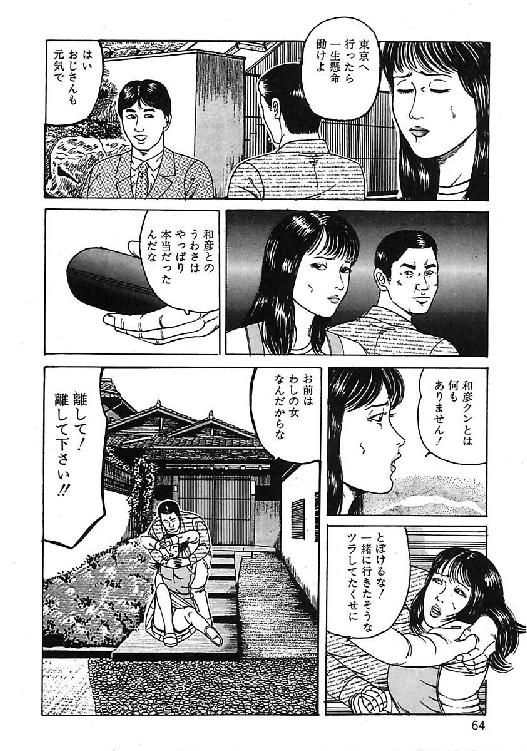 東京へ
行ったら
一生懸命
働けよ
はい
おじさんも
元気で
和彦との
うわさは
やっぱり
本当だった
んだな
和彦クンとは
何も
ありません!
とぼけるな!
一緒に行きたそうな
ツラしてたくせに
お前は
わしの女
なんだからな
離して!
離して下さい!!
64